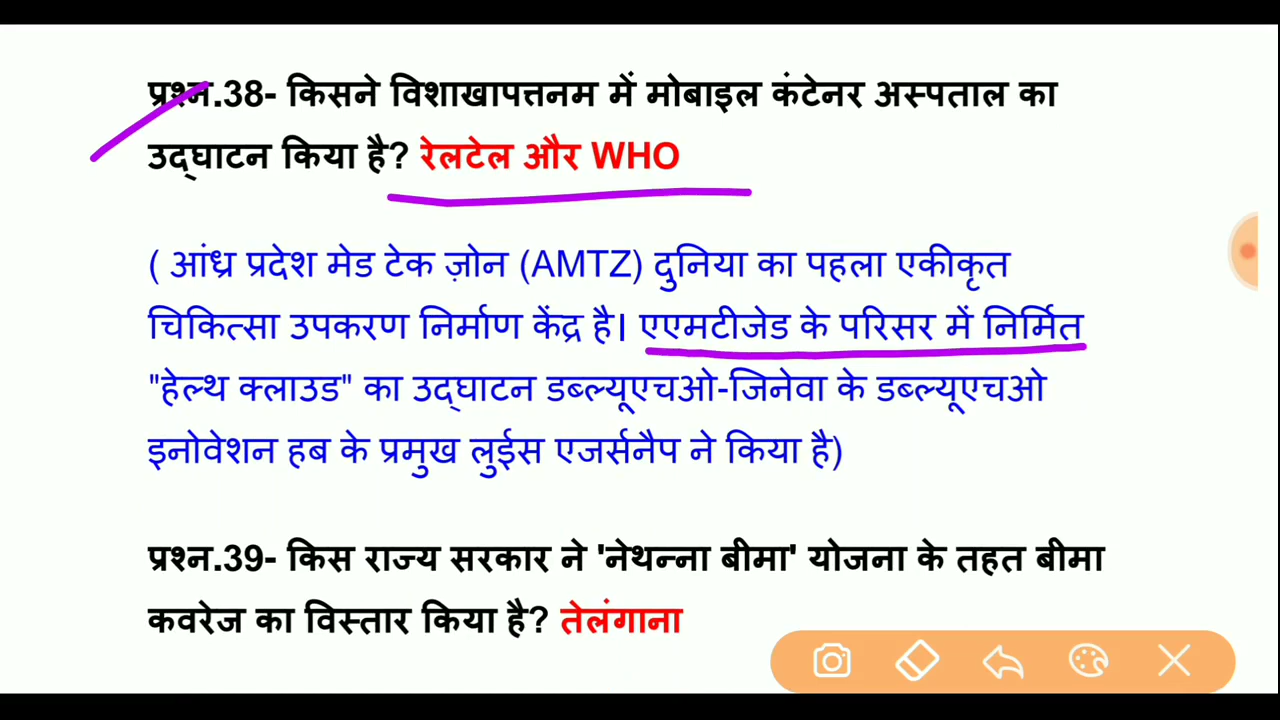 प्रश्न.38- किसने विशाखापत्तनम में मोबाइल कंटेनर अस्पताल का
उद्घाटन किया है? रेलटेल और WHO
( आंध्र प्रदेश मेड टेक ज़ोन (AMTZ) दुनिया का पहला एकीकृत
चिकित्सा उपकरण निर्माण केंद्र है। एएमटीजेड के परिसर में निर्मित
"हेल्थ क्लाउड" का उद्घाटन डब्ल्यूएचओ-जिनेवा के डब्ल्यूएचओ
इनोवेशन हब के प्रमुख लुईस एजर्सनैप ने किया है)
प्रश्न.39- किस राज्य सरकार ने 'नेथन्ना बीमा' योजना के तहत बीमा
कवरेज का विस्तार किया है? तेलंगाना